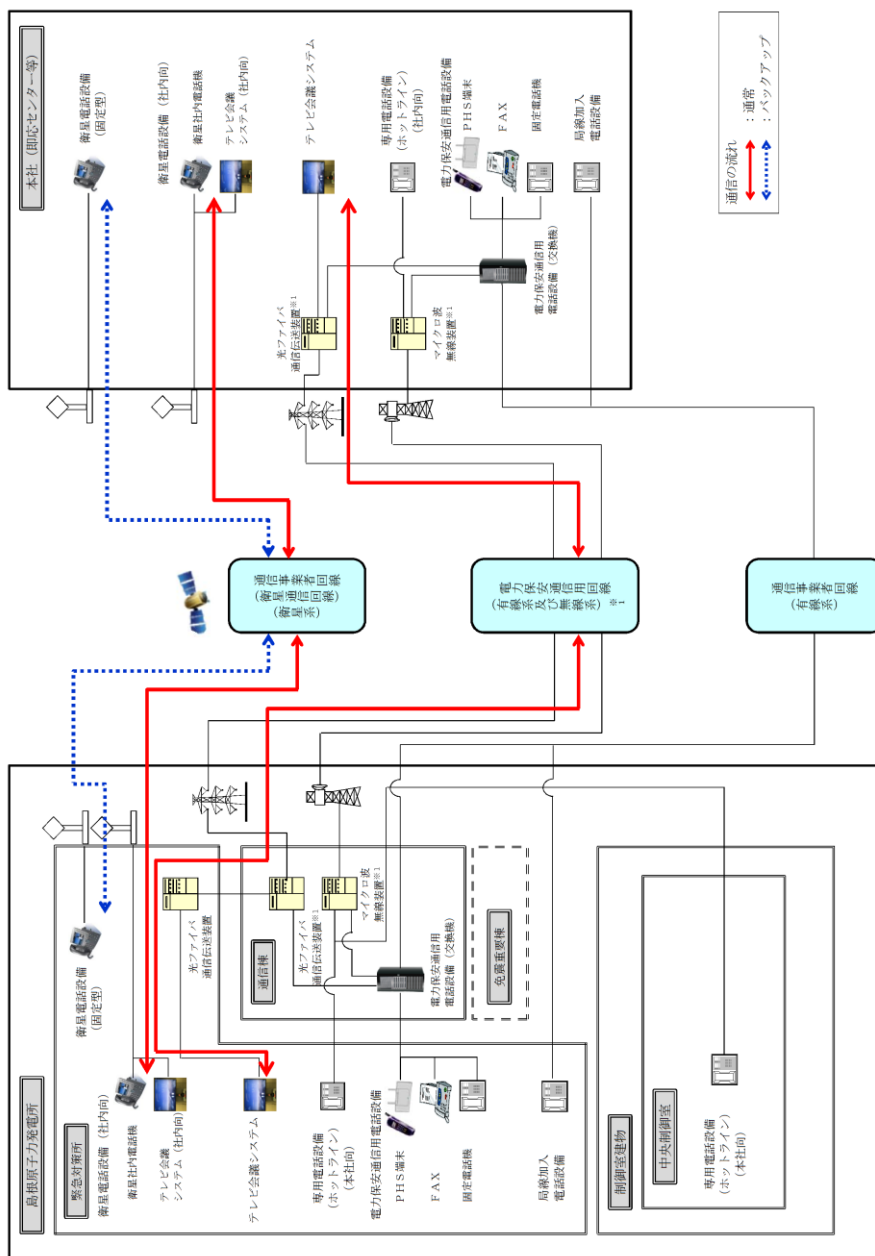 島根原子力発電所
緊急対策所
衛星電話設備
(固定型)
衛星電話設備(社内向)
衛星社内電話機
テレビ会議
システム(社内向)
テレビ会議システム
専用電話設備
(ホットライン)
(本社向)
電力保安通信用電話設備
PHS端末
FAX
固定電話機
局線加入
電話設備
光ファイバ
通信伝送装置
通信棟
光ファイバ
通信伝送装置※1
マイクロ波
無線装置※1
電力保安通信用
電話設備(交換機)
免震重要棟
制御室建物
中央制御室
専用電話設備
(ホットライン)
(本社向)
通信事業者回線
(衛星通信回線)
(衛星系)
電力保安通信用回線
(有線系及び無線系)
※1
通信事業者回線
(有線系)
本社(即応センター等)
衛星電話設備
(固定型)
衛星電話設備(社内向)
衛星社内電話機
テレビ会議
システム(社内向)
テレビ会議システム
専用電話設備
(ホットライン)
(社内向)
電力保安通信用電話設備
PHS端末
FAX
固定電話機
局線加入
電話設備
光ファイバ
通信伝送装置※1
マイクロ波
無線装置※1
電力保安通信用
電話設備(交換機)
通信の流れ
:通常
:バックアップ